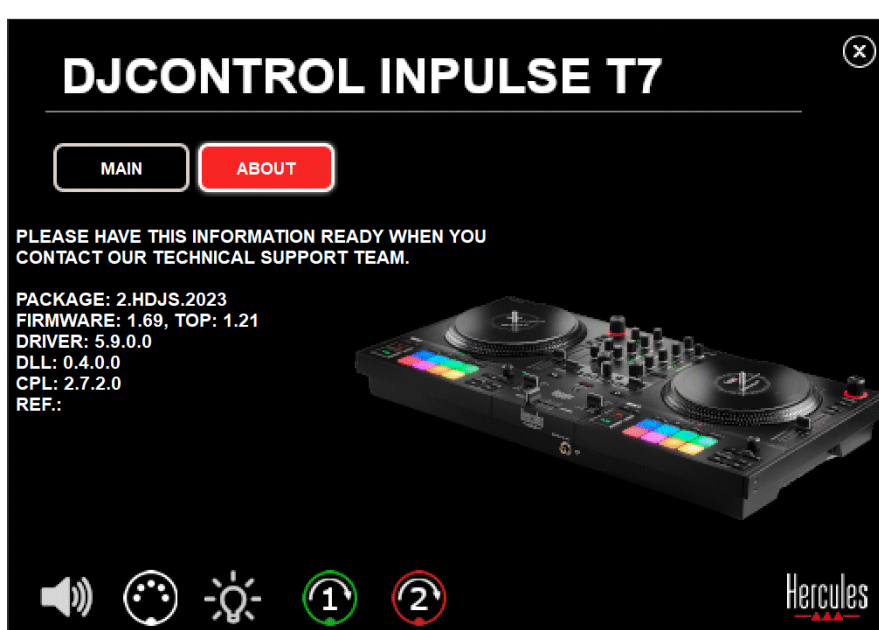 DJCONTROL INPULSE T7
MAIN
ABOUT
PLEASE HAVE THIS INFORMATION READY WHEN YOU
CONTACT OUR TECHNICAL SUPPORT TEAM.
PACKAGE: 2.HDJS.2023
FIRMWARE: 1.69, TOP: 1.21
DRIVER: 5.9.0.0
DLL: 0.4.0.0
CPL: 2.7.2.0
REF.:
1
2
Hercules